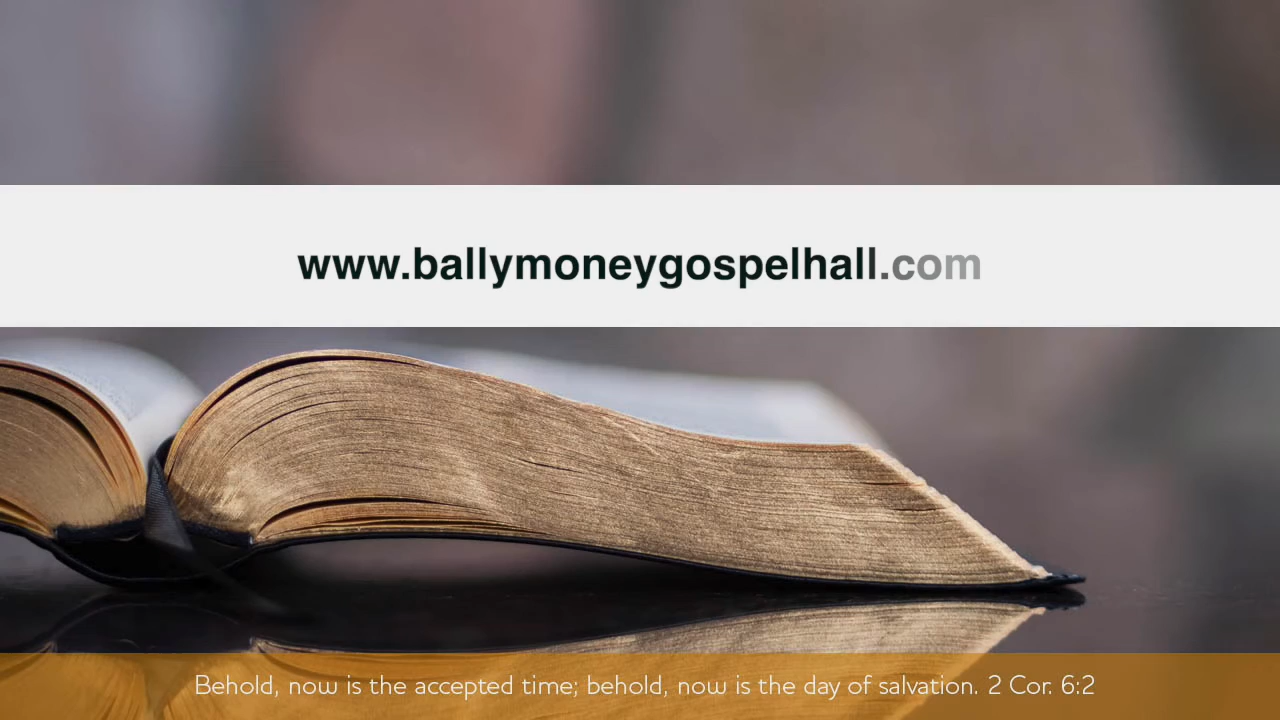 www.ballymoneygospelhall.com
Behold, now is the accepted time; behold, now is the day of salvation. 2 Cor. 6:2